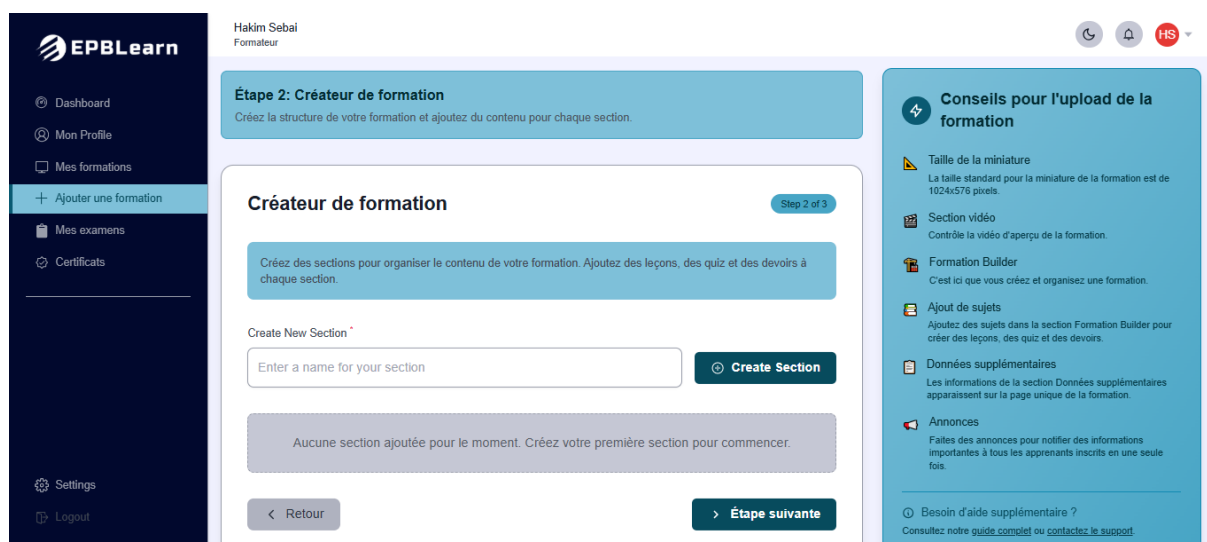 EPBLearn
Dashboard
Mon Profile
Mes formations
Ajouter une formation
Mes examens
Certificats
Settings
Logout
Hakim Sebai
Formateur
HS
Étape 2: Créateur de formation
Créez la structure de votre formation et ajoutez du contenu pour chaque section.
Créateur de formation
Step 2 of 3
Créez des sections pour organiser le contenu de votre formation. Ajoutez des leçons, des quiz et des devoirs à
chaque section.
Create New Section *
Enter a name for your section
Create Section
Aucune section ajoutée pour le moment. Créez votre première section pour commencer.
Retour
Étape suivante
Conseils pour l'upload de la
formation
Taille de la miniature
La taille standard pour la miniature de la formation est de
1024x576 pixels.
Section vidéo
Contrôle la vidéo d'aperçu de la formation.
Formation Builder
C'est ici que vous créez et organisez une formation.
Ajout de sujets
Ajoutez des sujets dans la section Formation Builder pour
créer des leçons, des quiz et des devoirs.
Données supplémentaires
Les informations de la section Données supplémentaires
apparaissent sur la page unique de la formation.
Annonces
Faites des annonces pour notifier des informations
importantes à tous les apprenants inscrits en une seule
fois.
Besoin d'aide supplémentaire ?
Consultez notre guide complet ou contactez le support.